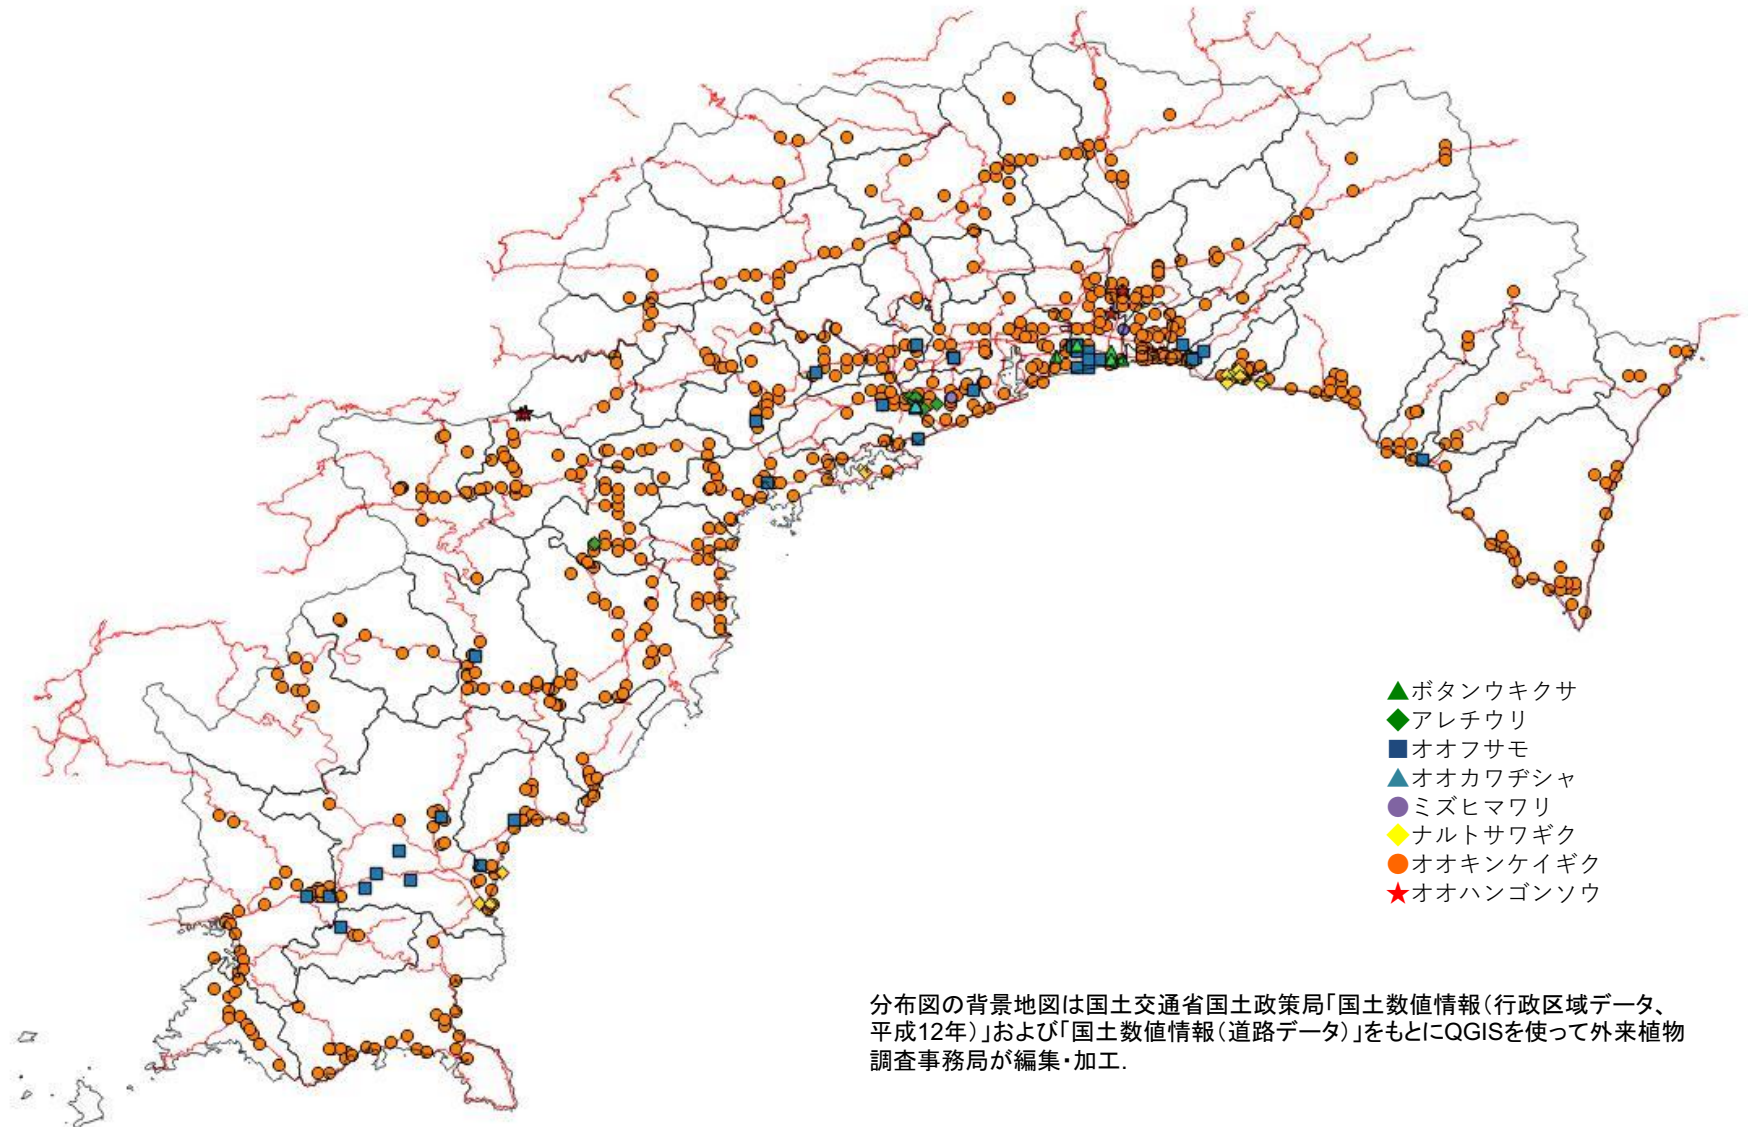 ボタンウキクサ
アレチウリ
オオフサモ
オオカワヂシャ
ミズヒマワリ
ナルトサワギク
オオキンケイギク
オオハンゴンソウ
分布図の背景地図は国土交通省国土政策局「国土数値情報(行政区域データ、
平成12年)」および「国土数値情報(道路データ)」をもとにQGISを使って外来植物
調査事務局が編集・加工.